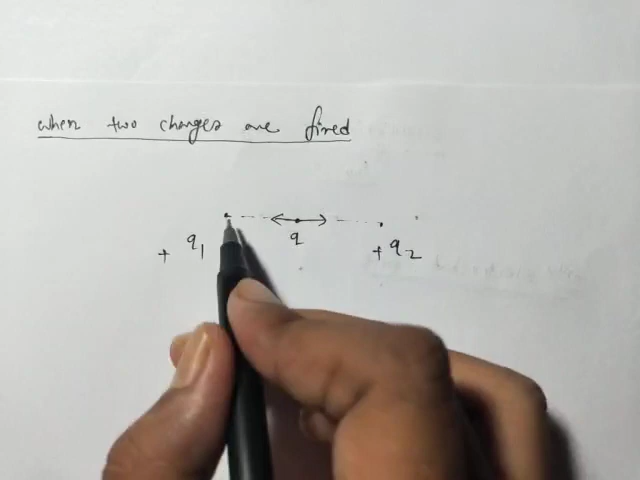 when two charges are fixed
q
+ q1 + q2